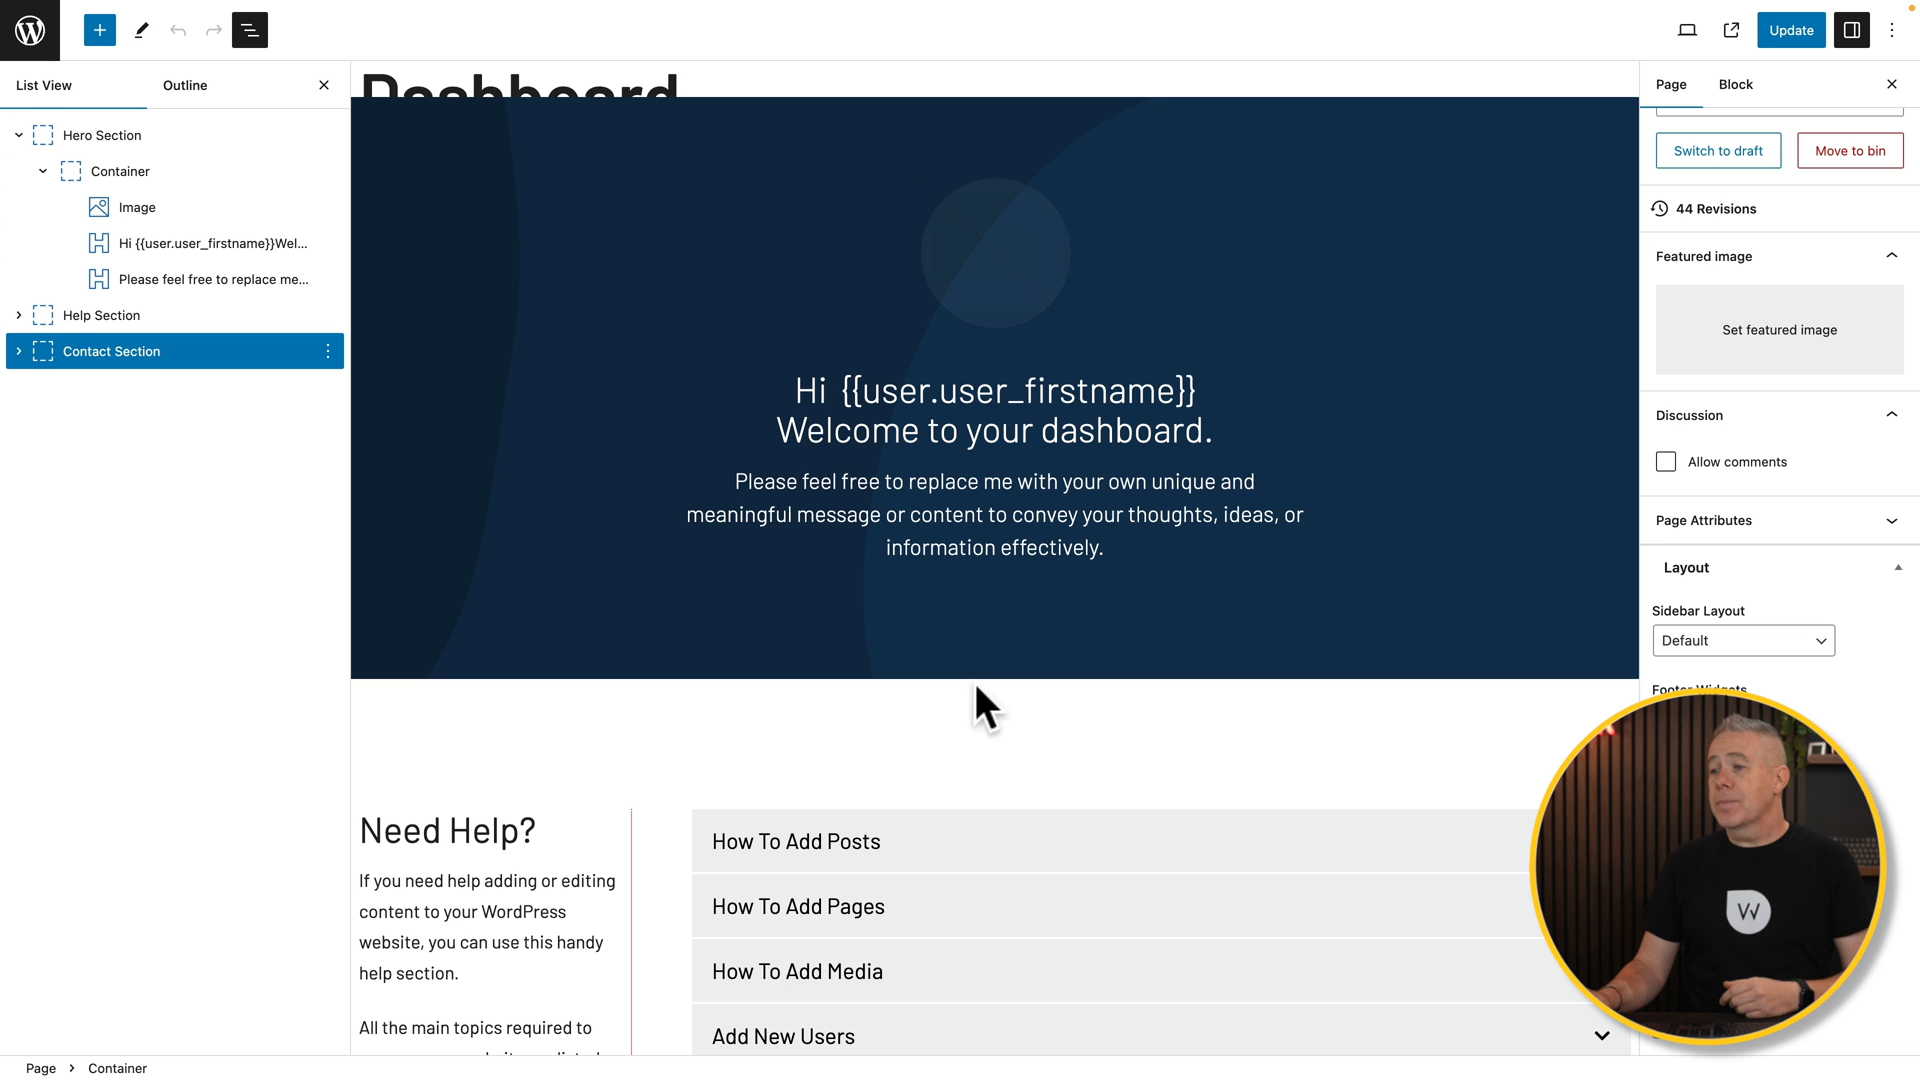 Update
List View
Outline
Dashboard
Page
Block
Hero Section
Container
Image
Hi {{user.user_firstname}}Wel...
Please feel free to replace me...
Help Section
Contact Section
Hi {{user.user_firstname}}
Welcome to your dashboard.
Please feel free to replace me with your own unique and
meaningful message or content to convey your thoughts, ideas, or
information effectively.
Need Help?
If you need help adding or editing
content to your WordPress
website, you can use this handy
help section.
All the main topics required to
How To Add Posts
How To Add Pages
How To Add Media
Add New Users
Switch to draft
Move to bin
44 Revisions
Featured image
Set featured image
Discussion
Allow comments
Page Attributes
Layout
Sidebar Layout
Default
Footer Widgets
W
Page
Container